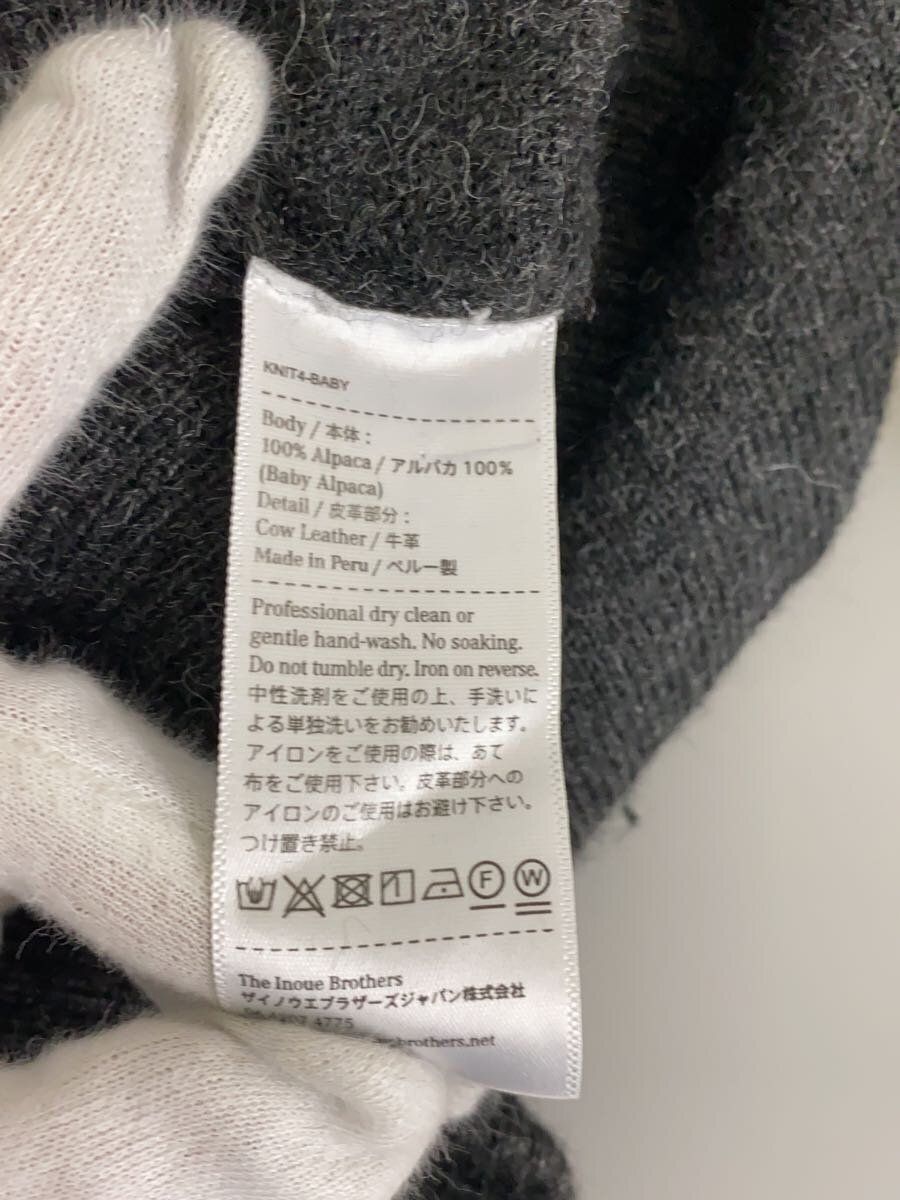 KNIT4-BABY
Body / 本体 :
100% Alpaca / アルパカ 100%
(Baby Alpaca)
Detail / 皮革部分 :
Cow Leather / 牛革
Made in Peru / ペルー製
Professional dry clean or
gentle hand-wash. No soaking.
Do not tumble dry. Iron on reverse.
中性洗剤をご使用の上、手洗いに
よる単独洗いをお勧めいたします。
アイロンをご使用の際は、あて
布をご使用下さい。皮革部分への
アイロンのご使用はお避け下さい。
つけ置き禁止。
F W
The Inoue Brothers
ザイノウエブラザーズジャパン株式会社
4775
brothers.net